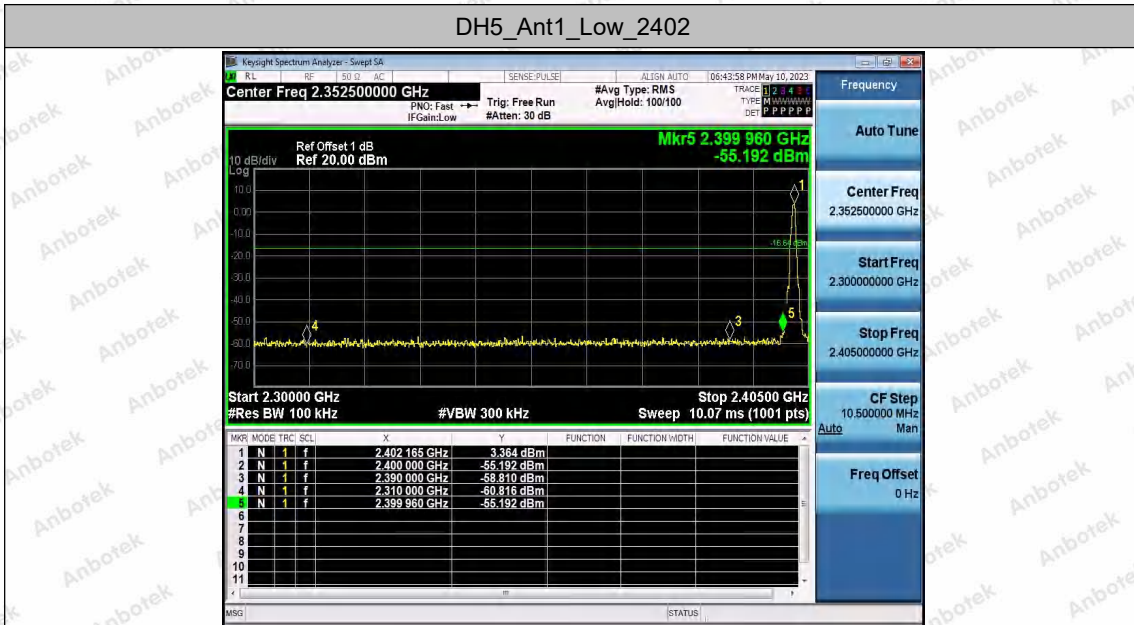 DH5_Ant1_Low_2402
Keysight Spectrum Analyzer - Swept SA
RL RF 50 Ω AC SENSE:PULSE ALIGN AUTO 06:43:58 PM May 10, 2023
Center Freq 2.352500000 GHz
PNO: Fast
IFGain:Low
Trig: Free Run
#Atten: 30 dB
#Avg Type: RMS
Avg|Hold: 100/100
TRACE 1 2 3 4 5 6
TYPE M WWWWW
DET P P P P P P
Mkr5 2.399 960 GHz
-55.192 dBm
Ref Offset 1 dB
10 dB/div Ref 20.00 dBm
Log
10.0
0.00
-10.0
-20.0
-30.0
-40.0
-50.0
-60.0
-70.0
1
-16.64 dBm
4
3
5
Start 2.30000 GHz Stop 2.40500 GHz
#Res BW 100 kHz #VBW 300 kHz Sweep 10.07 ms (1001 pts)
MKR MODE TRC SCL X Y FUNCTION FUNCTION WIDTH FUNCTION VALUE
1 N 1 f 2.402 165 GHz 3.364 dBm
2 N 1 f 2.400 000 GHz -55.192 dBm
3 N 1 f 2.390 000 GHz -58.810 dBm
4 N 1 f 2.310 000 GHz -60.816 dBm
5 N 1 f 2.399 960 GHz -55.192 dBm
6
7
8
9
10
11
MSG STATUS
Frequency
Auto Tune
Center Freq
2.352500000 GHz
Start Freq
2.300000000 GHz
Stop Freq
2.405000000 GHz
CF Step
10.500000 MHz
Auto Man
Freq Offset
0 Hz
Anbotek